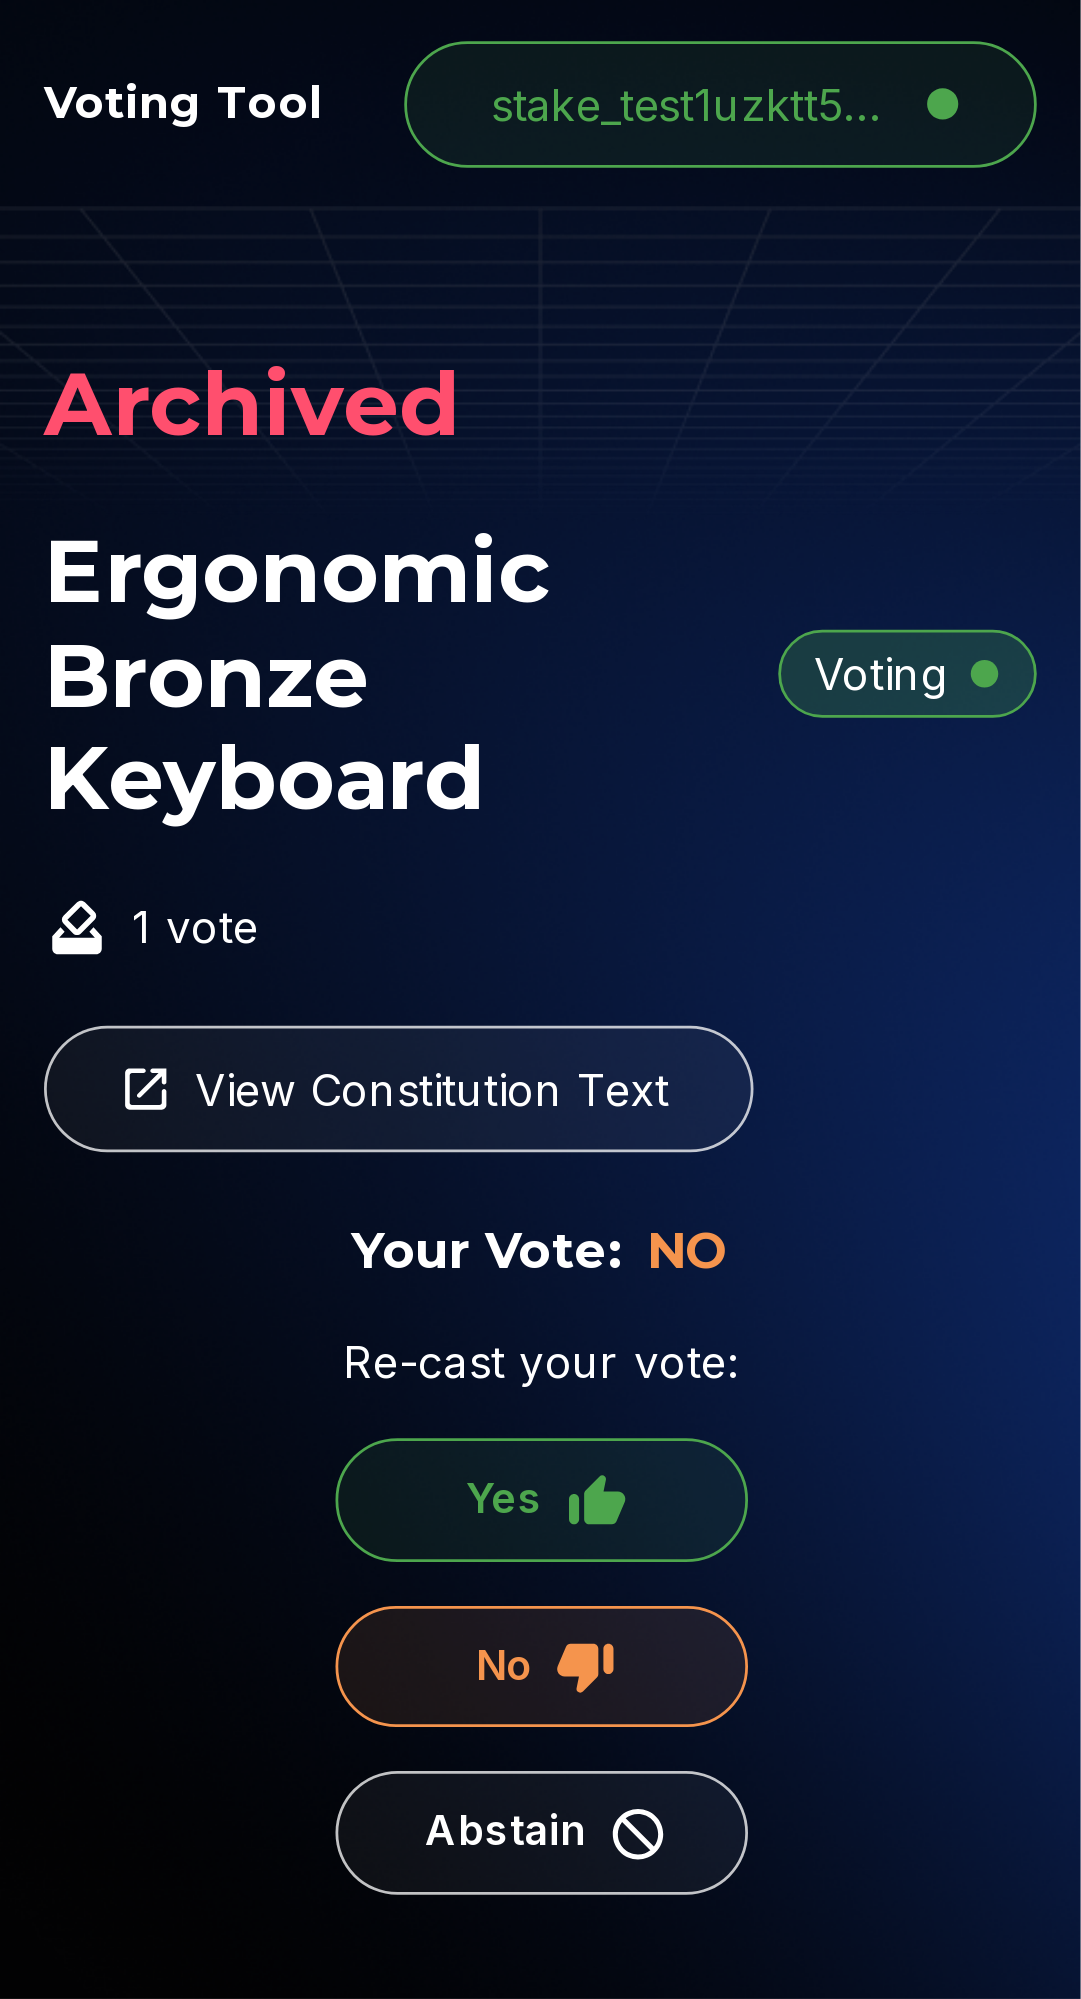 Voting Tool
stake_test1uzktt5...
Archived
Ergonomic
Bronze
Keyboard
Voting
1 vote
View Constitution Text
Your Vote: NO
Re-cast your vote:
Yes
No
Abstain